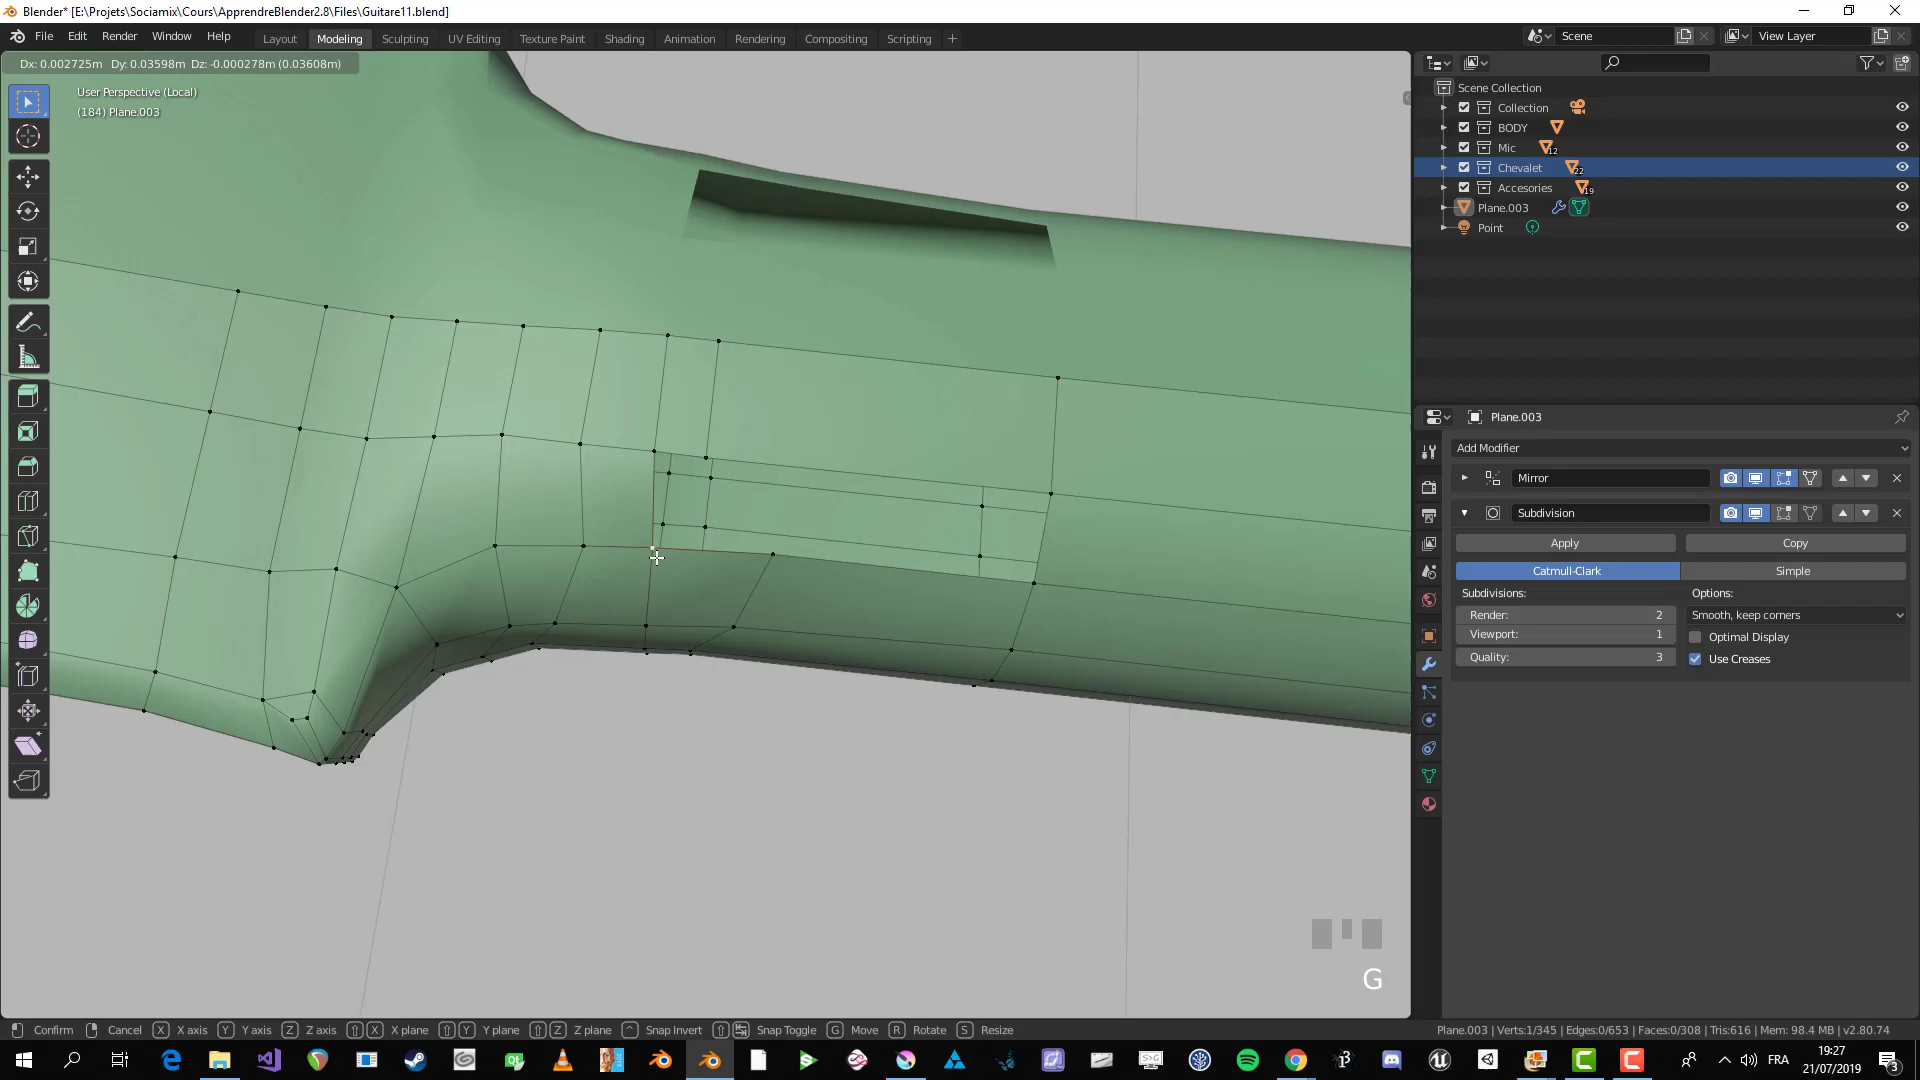 Blender* [E:\Projets\Sociamix\Cours\ApprendreBlender2.8\Files\Guitare11.blend]
File Edit Render Window Help
Layout Modeling Sculpting UV Editing Texture Paint Shading Animation Rendering Compositing Scripting
Scene
View Layer
Dx: 0.002725m Dy: 0.03598m Dz: -0.000278m (0.03608m)
User Perspective (Local)
(184) Plane.003
Scene Collection
Collection
BODY
Mic 12
Chevalet 22
Accesories 19
Plane.003
Point
Plane.003
Add Modifier
Mirror
Subdivision
Apply Copy
Catmull-Clark Simple
Subdivisions: Options:
Render: 2 Smooth, keep corners
Viewport: 1 Optimal Display
Quality: 3 Use Creases
G
Confirm Cancel X X axis Y Y axis Z Z axis X X plane Y Y plane Z Z plane ^ Snap Invert Snap Toggle G Move R Rotate S Resize
Plane.003 | Verts:1/345 | Edges:0/653 | Faces:0/308 | Tris:616 | Mem: 98.4 MB | v2.80.74
FRA
19:27
21/07/2019
3